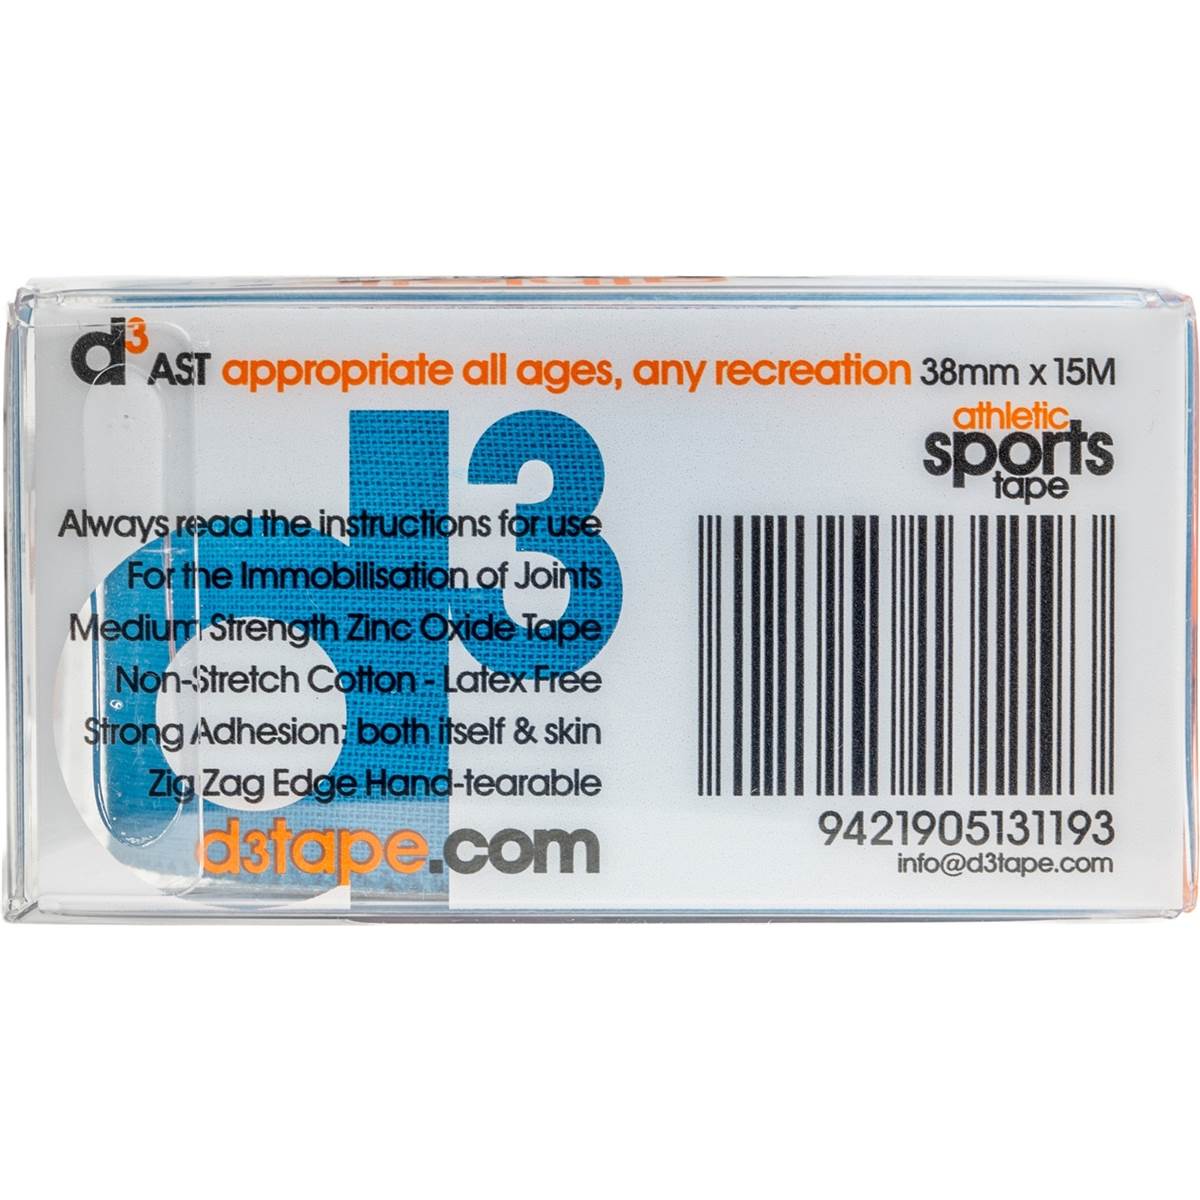 d3 AST appropriate all ages, any recreation 38mm x 15M
athletic
sports
tape
d3
Always read the instructions for use
For the Immobilisation of Joints
Medium Strength Zinc Oxide Tape
Non-Stretch Cotton - Latex Free
Strong Adhesion: both itself & skin
Zig Zag Edge Hand-tearable
d3tape.com
9421905131193
info@d3tape.com